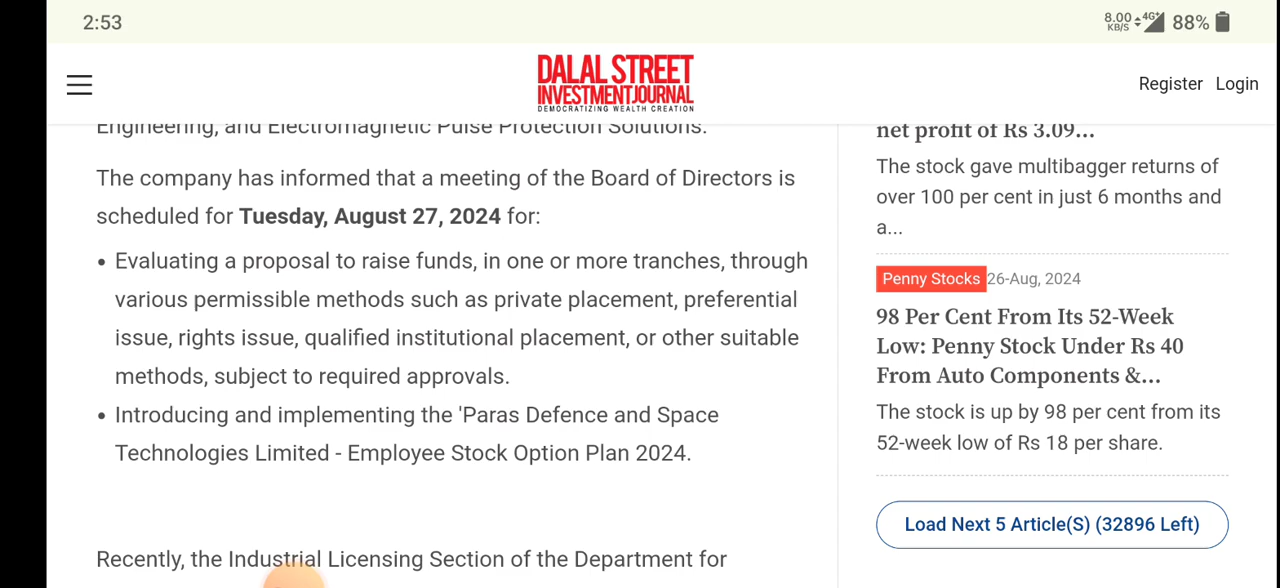 2:53
8.00 KB/S 4G+ 88%
DALAL STREET
INVESTMENT JOURNAL
DEMOCRATIZING WEALTH CREATION
Register Login
Engineering, and Electromagnetic Pulse Protection Solutions.
The company has informed that a meeting of the Board of Directors is
scheduled for Tuesday, August 27, 2024 for:
• Evaluating a proposal to raise funds, in one or more tranches, through
various permissible methods such as private placement, preferential
issue, rights issue, qualified institutional placement, or other suitable
methods, subject to required approvals.
• Introducing and implementing the 'Paras Defence and Space
Technologies Limited - Employee Stock Option Plan 2024.
Recently, the Industrial Licensing Section of the Department for
net profit of Rs 3.09...
The stock gave multibagger returns of
over 100 per cent in just 6 months and
a...
Penny Stocks 26-Aug, 2024
98 Per Cent From Its 52-Week
Low: Penny Stock Under Rs 40
From Auto Components &...
The stock is up by 98 per cent from its
52-week low of Rs 18 per share.
Load Next 5 Article(S) (32896 Left)